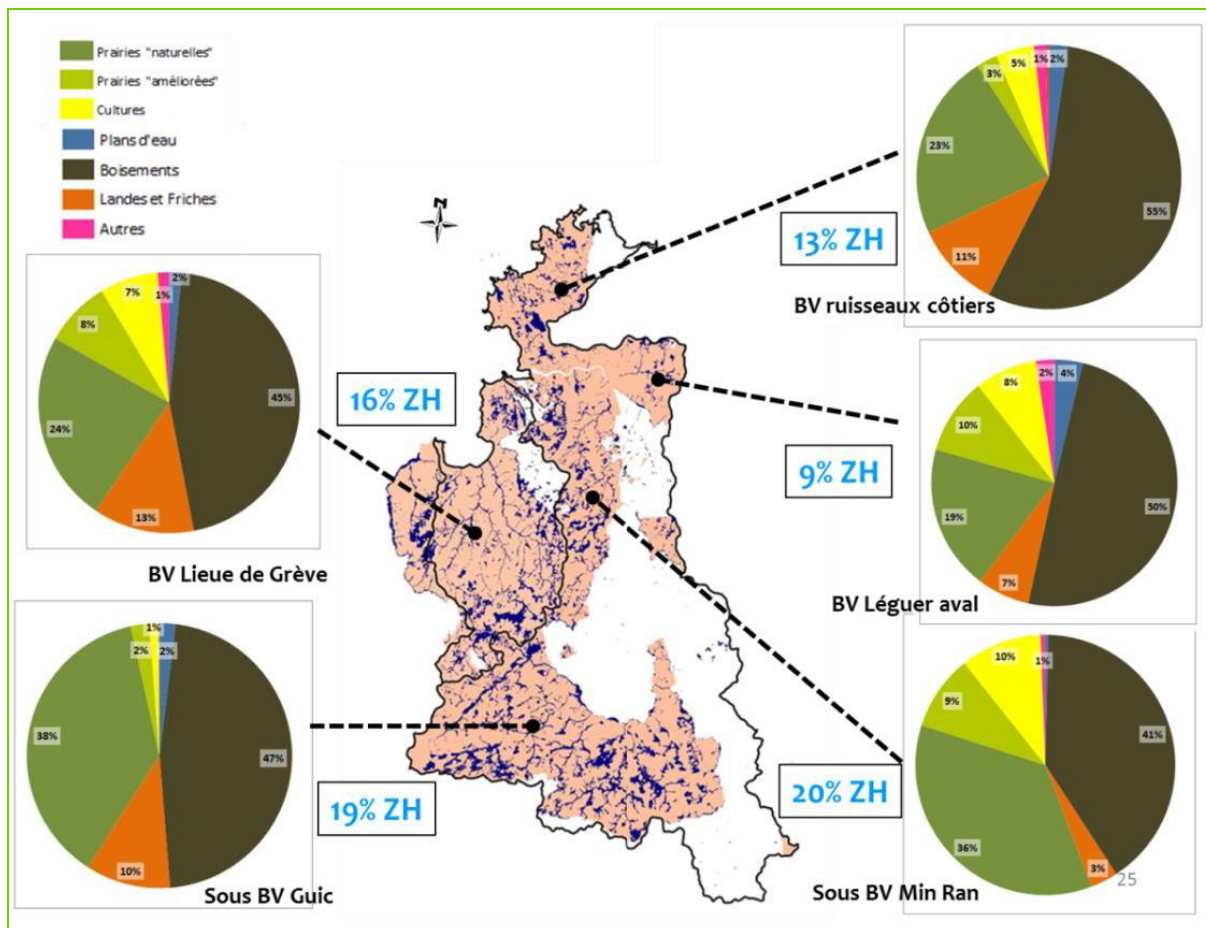 Prairies "naturelles"
Prairies "améliorées"
Cultures
Plans d'eau
Boisements
Landes et Friches
Autres
N
5%
1%
2%
3%
23%
55%
11%
13% ZH
BV ruisseaux côtiers
7%
1%
2%
8%
24%
45%
13%
16% ZH
BV Lieue de Grève
8%
2%
4%
10%
19%
50%
7%
9% ZH
BV Léguer aval
1%
2%
2%
38%
47%
10%
19% ZH
Sous BV Guic
10%
1%
9%
41%
36%
3%
20% ZH
Sous BV Min Ran
25